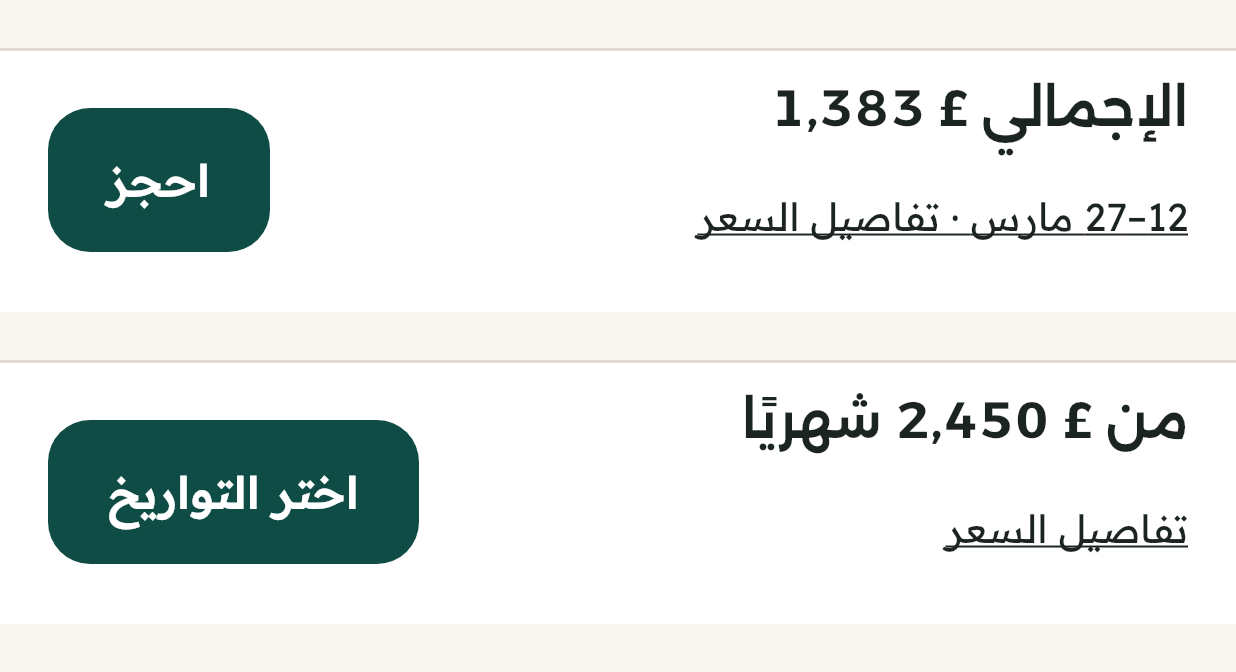 الإجمالي £ 1,383
12–27 مارس · تفاصيل السعر
احجز
من £ 2,450 شهريًا
تفاصيل السعر
اختر التواريخ